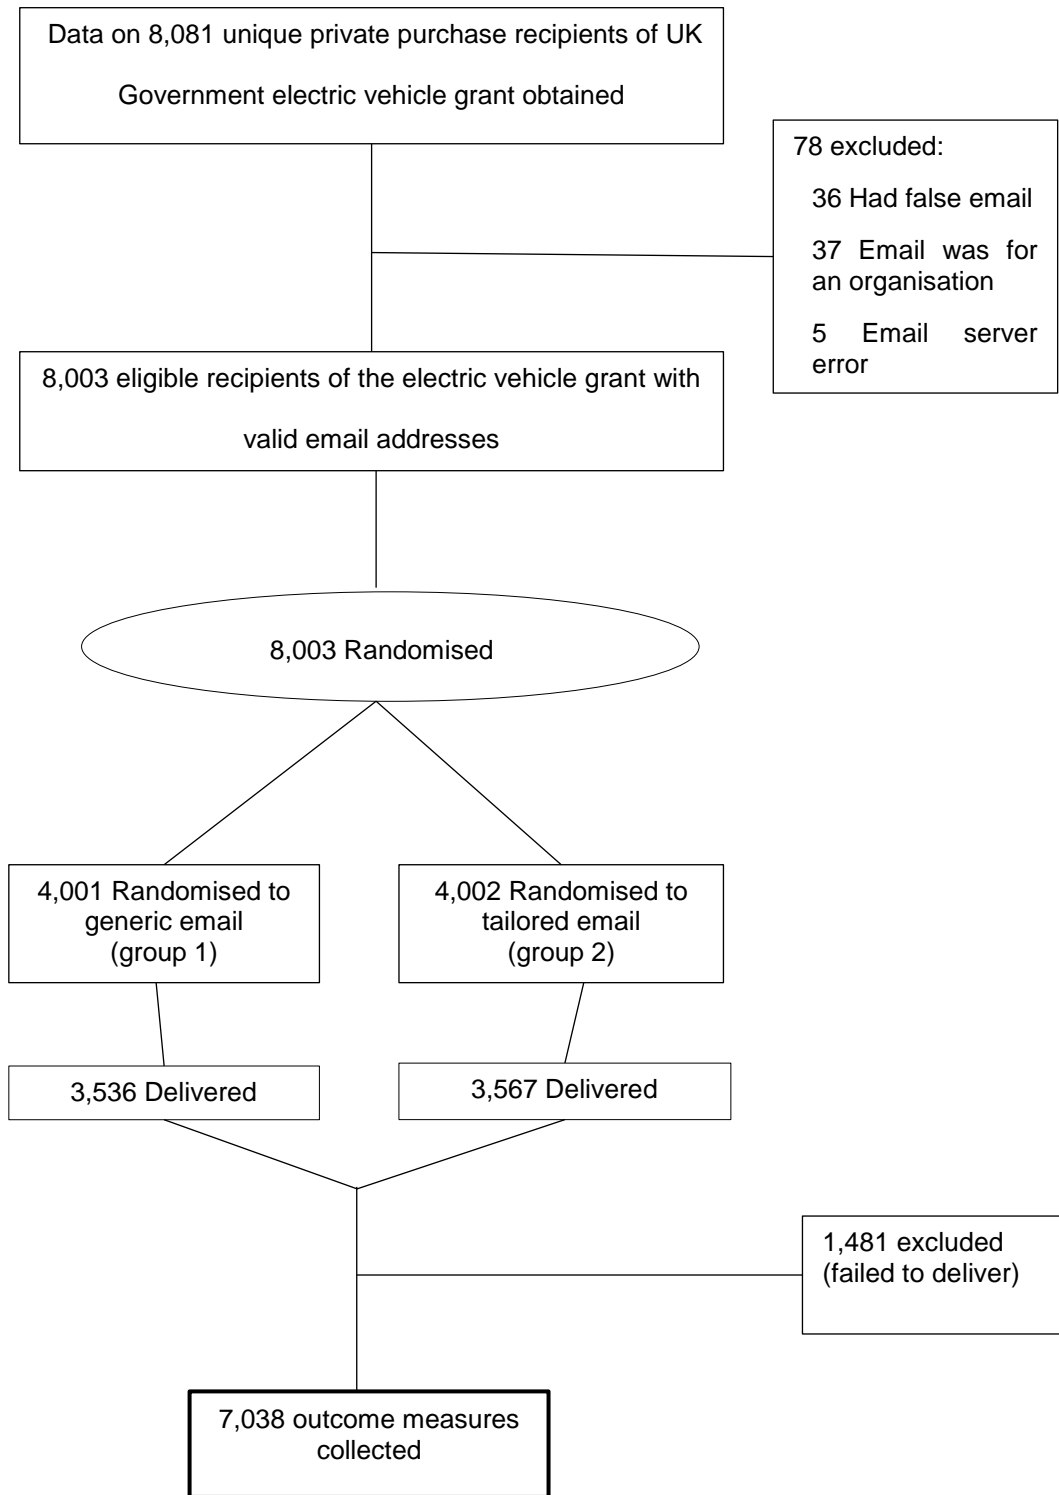 Data on 8,081 unique private purchase recipients of UK
Government electric vehicle grant obtained
78 excluded:
36 Had false email
37 Email was for
an organisation
5 Email server
error
8,003 eligible recipients of the electric vehicle grant with
valid email addresses
8,003 Randomised
4,001 Randomised to
generic email
(group 1)
4,002 Randomised to
tailored email
(group 2)
3,536 Delivered
3,567 Delivered
1,481 excluded
(failed to deliver)
7,038 outcome measures
collected